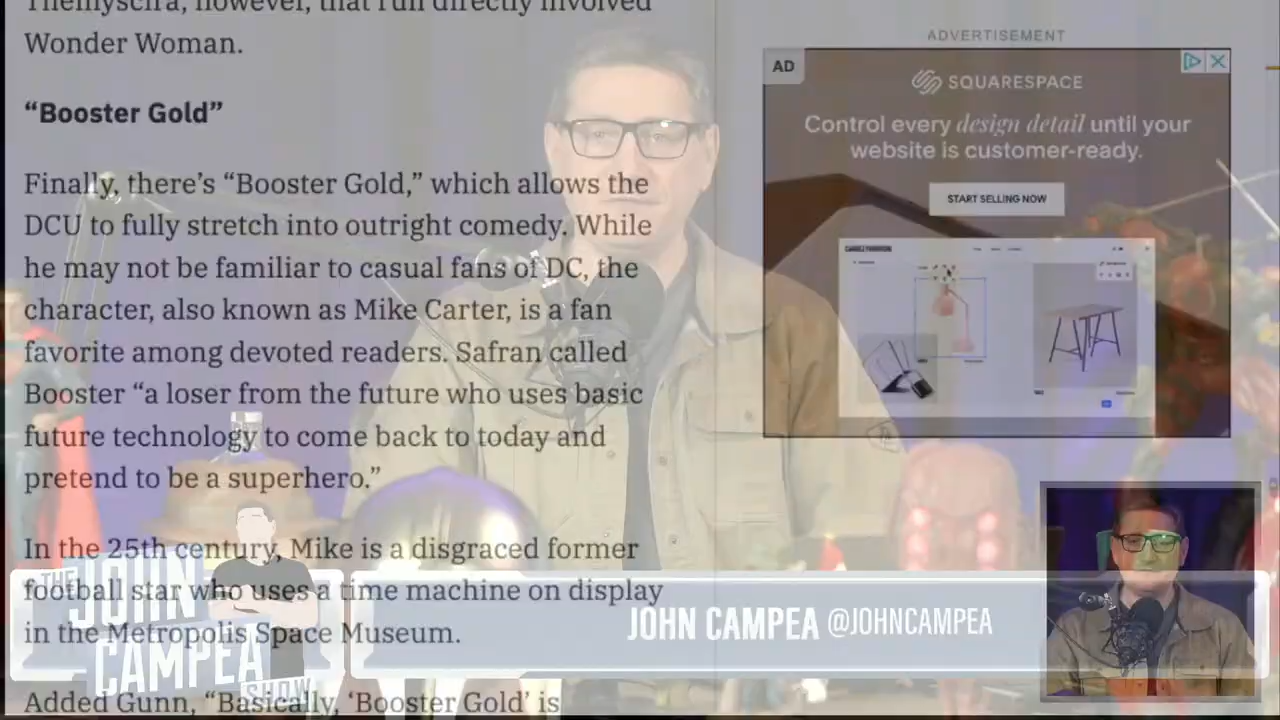 Themyscira, however, that run directly involved
Wonder Woman.
“Booster Gold”
Finally, there’s “Booster Gold,” which allows the
DCU to fully stretch into outright comedy. While
he may not be familiar to casual fans of DC, the
character, also known as Mike Carter, is a fan
favorite among devoted readers. Safran called
Booster “a loser from the future who uses basic
future technology to come back to today and
pretend to be a superhero.”
In the 25th century, Mike is a disgraced former
football star who uses a time machine on display
in the Metropolis Space Museum.
Added Gunn, “Basically, ‘Booster Gold’ is
ADVERTISEMENT
AD
SQUARESPACE
Control every design detail until your
website is customer-ready.
START SELLING NOW
THE
JOHN
CAMPEA
SHOW
JOHN CAMPEA @JOHNCAMPEA